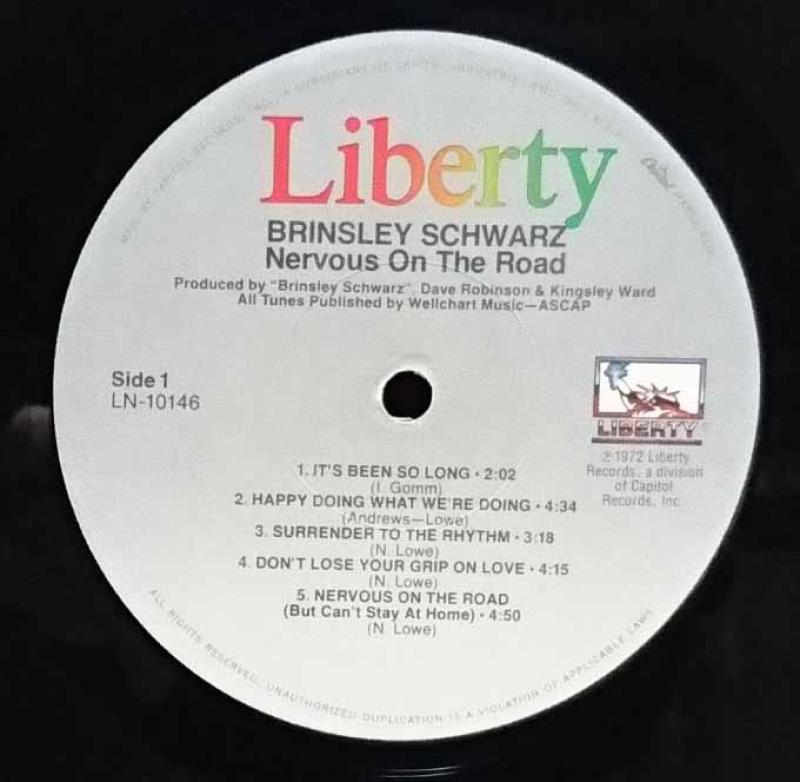 Liberty
BRINSLEY SCHWARZ
Nervous On The Road
Produced by "Brinsley Schwarz", Dave Robinson & Kingsley Ward
All Tunes Published by Wellchart Music—ASCAP
Side 1
LN-10146
LIBERTY
℗1972 Liberty
Records, a division
of Capitol
Records, Inc.
1. IT'S BEEN SO LONG • 2:02
(I. Gomm)
2. HAPPY DOING WHAT WE'RE DOING • 4:34
(Andrews—Lowe)
3. SURRENDER TO THE RHYTHM • 3:18
(N. Lowe)
4. DON'T LOSE YOUR GRIP ON LOVE • 4:15
(N. Lowe)
5. NERVOUS ON THE ROAD
(But Can't Stay At Home) • 4:50
(N. Lowe)
ALL RIGHTS RESERVED. UNAUTHORIZED DUPLICATION IS A VIOLATION OF APPLICABLE LAWS